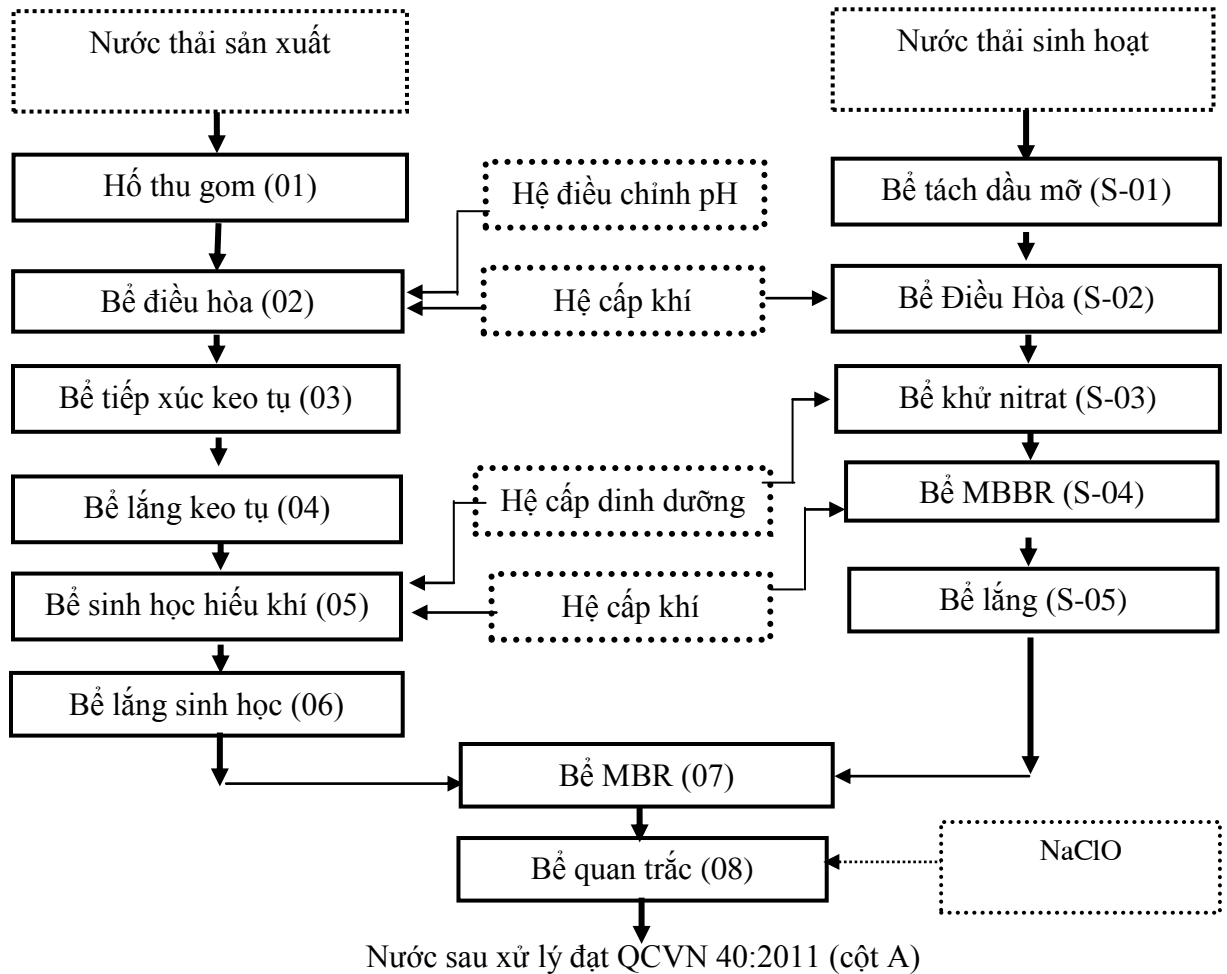 Nước thải sản xuất
Nước thải sinh hoạt
Hố thu gom (01)
Hệ điều chỉnh pH
Bể tách dầu mỡ (S-01)
Bể điều hòa (02)
Hệ cấp khí
Bể Điều Hòa (S-02)
Bể tiếp xúc keo tụ (03)
Bể khử nitrat (S-03)
Bể lắng keo tụ (04)
Hệ cấp dinh dưỡng
Bể MBBR (S-04)
Bể sinh học hiếu khí (05)
Hệ cấp khí
Bể lắng (S-05)
Bể lắng sinh học (06)
Bể MBR (07)
Bể quan trắc (08)
NaClO
Nước sau xử lý đạt QCVN 40:2011 (cột A)